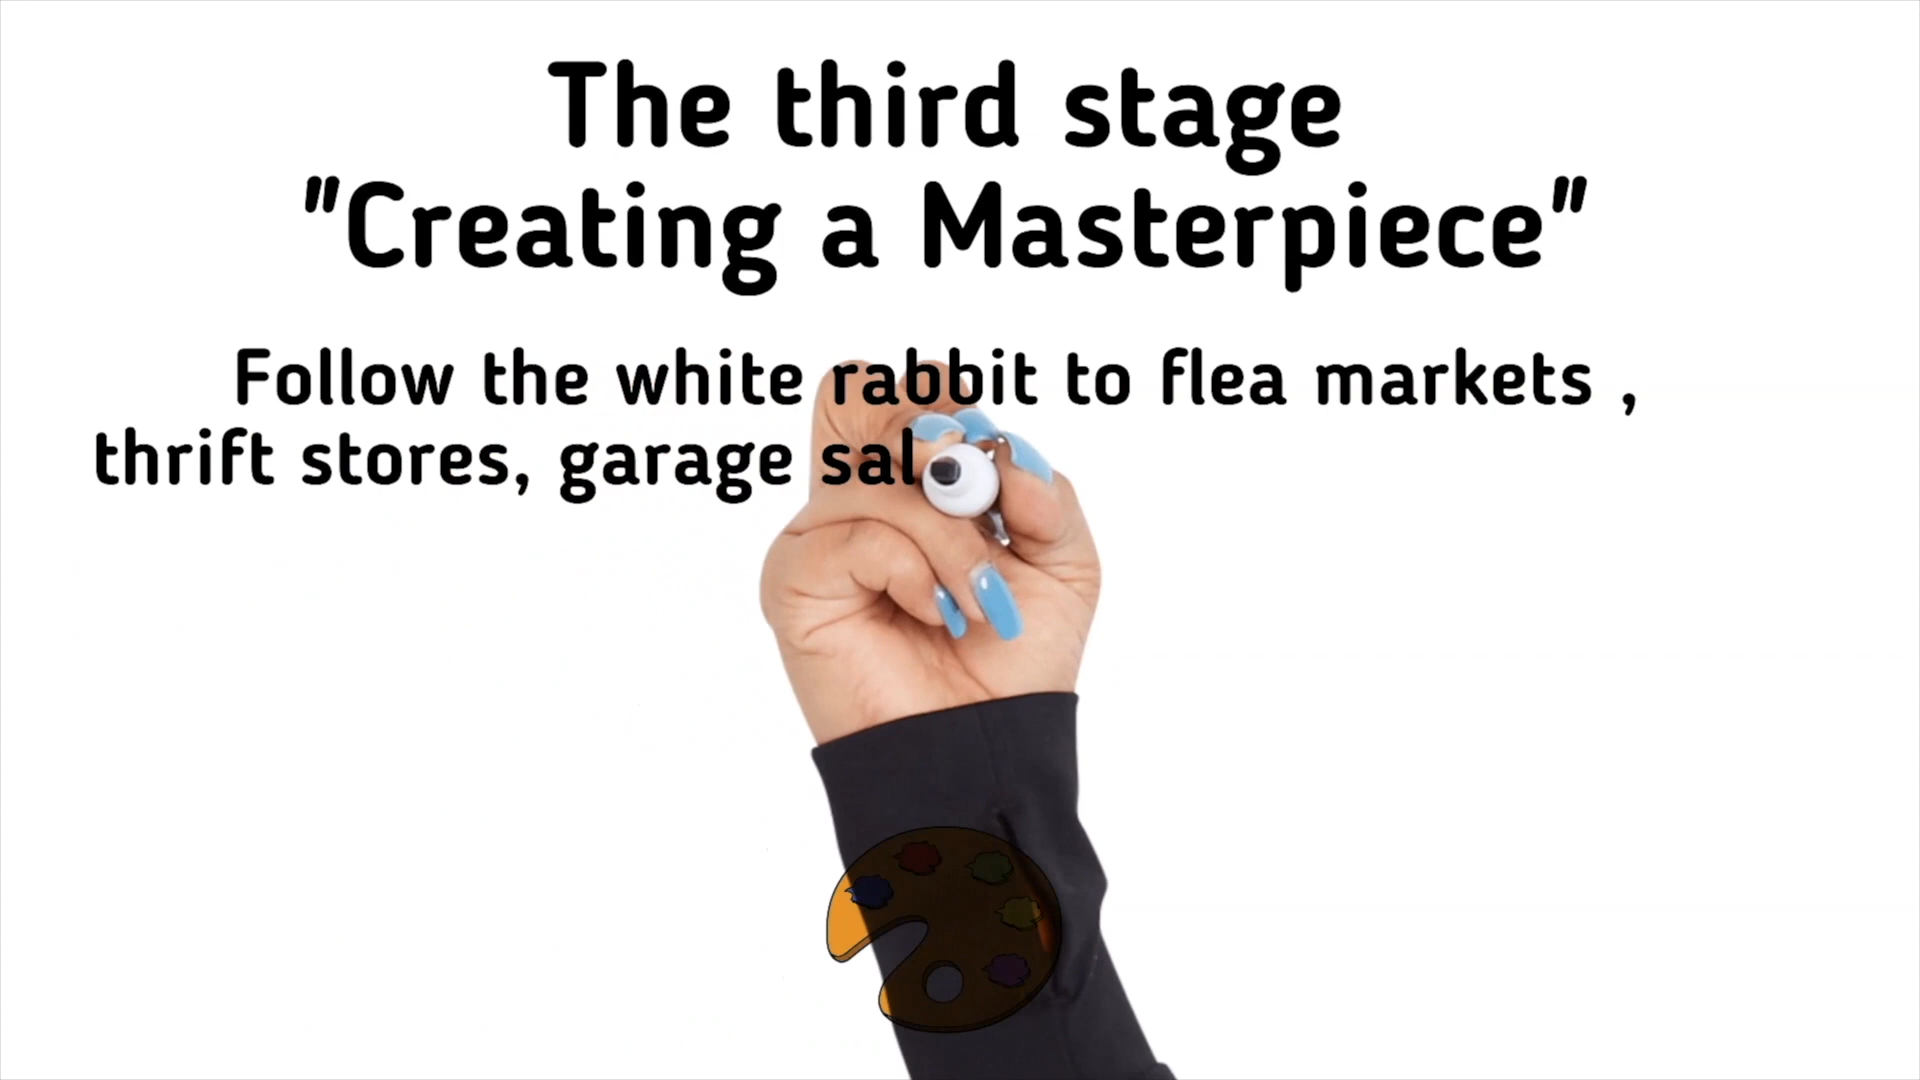 The third stage
"Creating a Masterpiece"
Follow the white rabbit to flea markets ,
thrift stores, garage sal